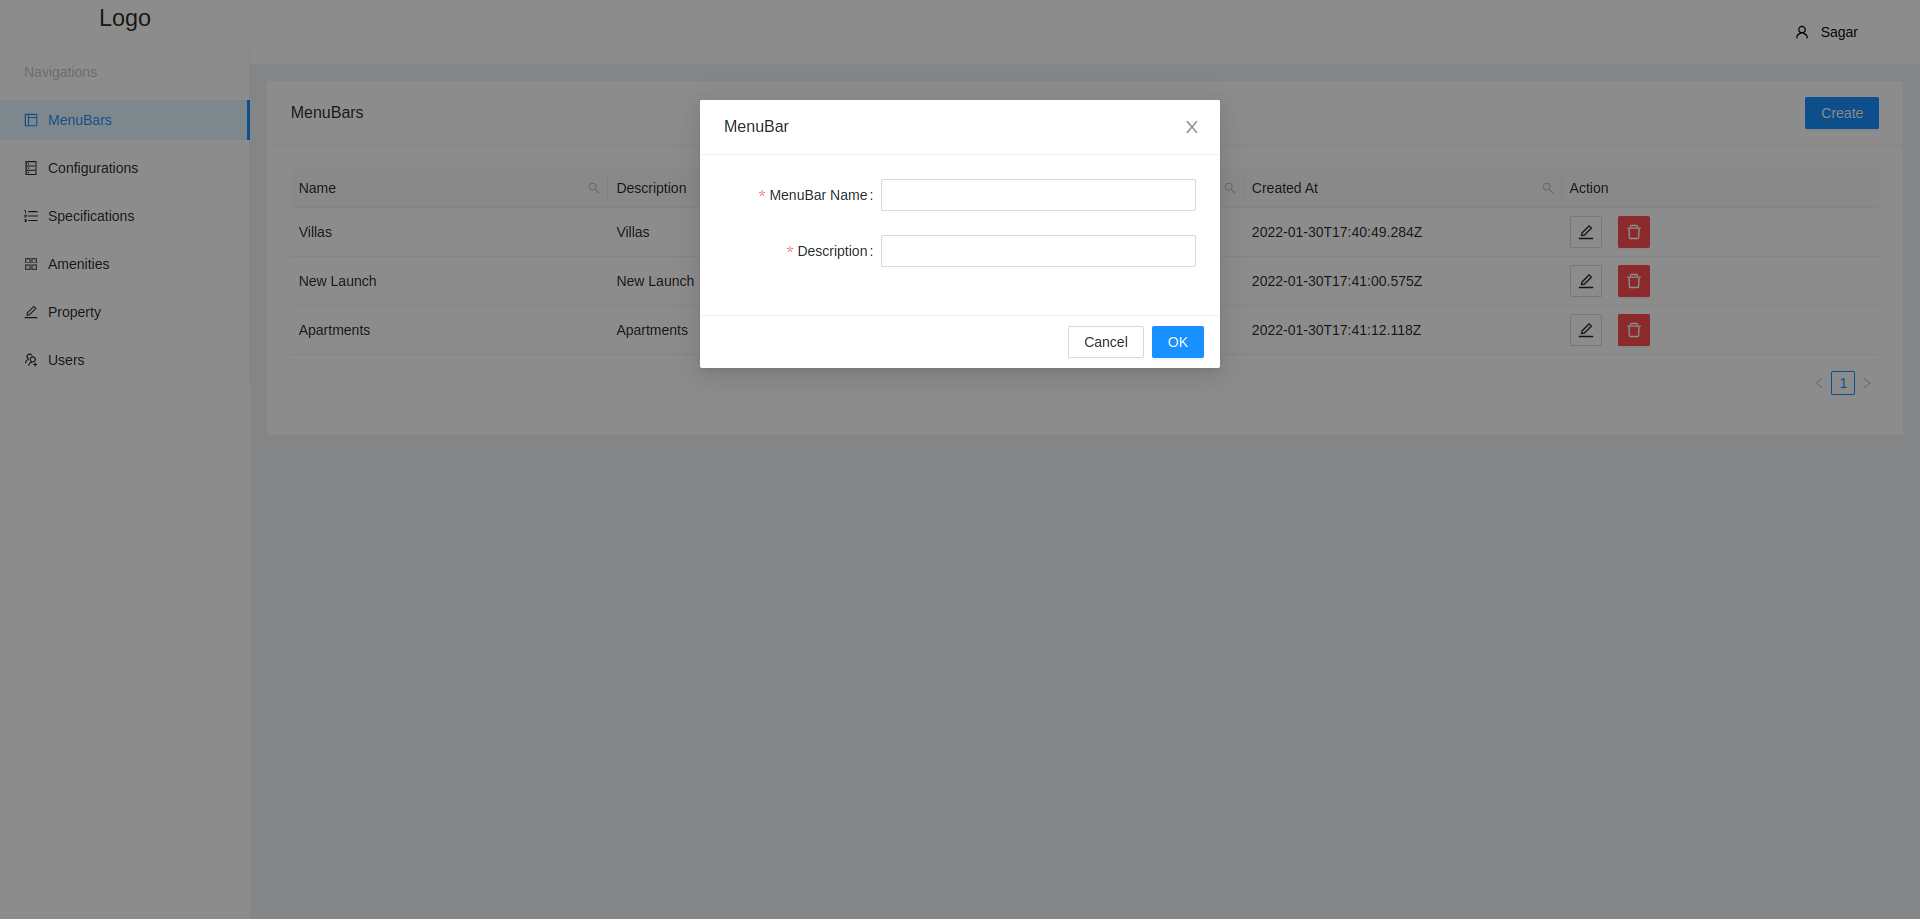 Logo
Sagar
Navigations
MenuBars
Configurations
Specifications
Amenities
Property
Users
MenuBars
Create
Name Description Created At Action
Villas Villas 2022-01-30T17:40:49.284Z
New Launch New Launch 2022-01-30T17:41:00.575Z
Apartments Apartments 2022-01-30T17:41:12.118Z
1
MenuBar
* MenuBar Name :
* Description :
Cancel OK